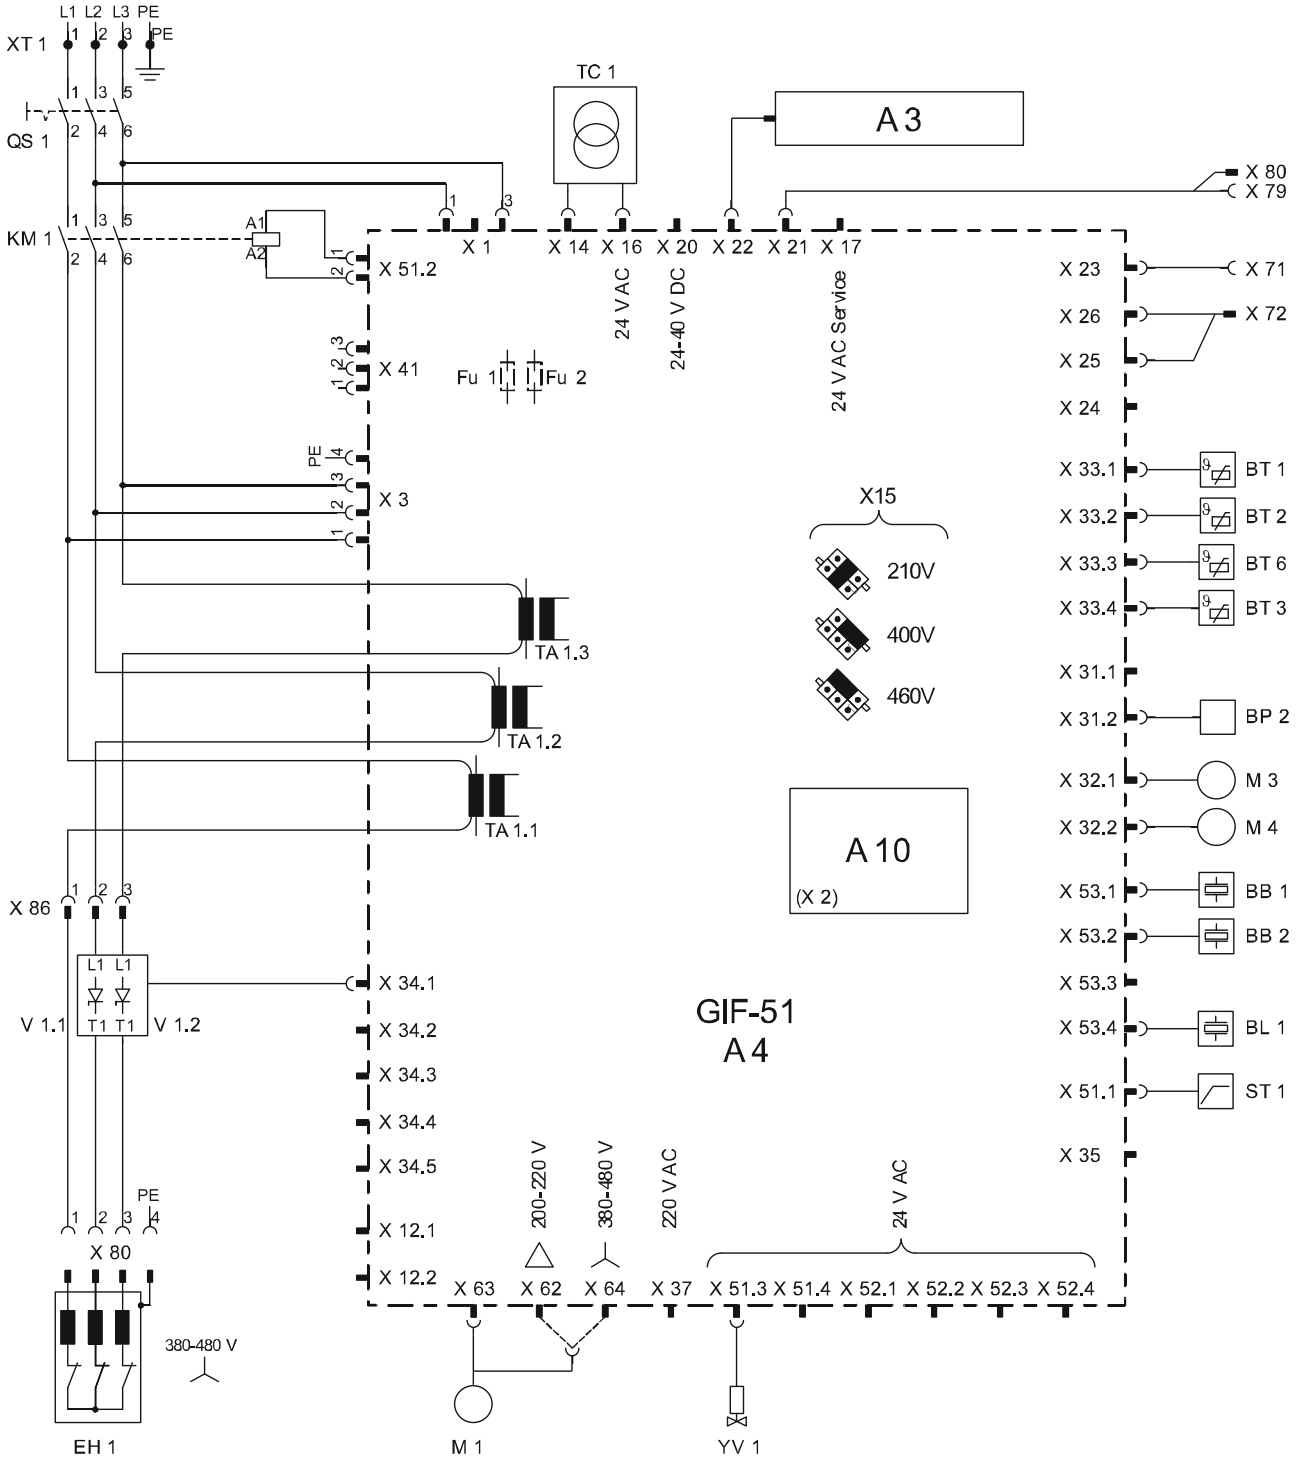 L1 L2 L3 PE
XT 1
1 2 3 PE
TC 1
A 3
1 3 5
QS 1
2 4 6
X 80
X 79
1 3
KM 1
1 3 5
2 4 6
A1
A2
1
2
X 51.2
X 1
X 14
X 16
X 20
X 22
X 21
X 17
24 V AC
24-40 V DC
24 V AC Service
X 23
X 71
X 26
X 72
X 25
X 24
3
2
1
X 41
Fu 1
Fu 2
PE
4
3
2
1
X 3
X15
210V
400V
460V
X 33.1
BT 1
X 33.2
BT 2
X 33.3
BT 6
X 33.4
BT 3
ϑ
ϑ
ϑ
ϑ
TA 1.3
TA 1.2
TA 1.1
X 31.1
X 31.2
BP 2
X 32.1
M 3
X 32.2
M 4
A 10
(X 2)
X 86
1 2 3
X 53.1
BB 1
X 53.2
BB 2
X 53.3
X 53.4
BL 1
X 51.1
ST 1
X 35
L1 L1
T1 T1
V 1.1
V 1.2
X 34.1
X 34.2
X 34.3
X 34.4
X 34.5
X 12.1
X 12.2
GIF-51
A 4
200-220 V
380-480 V
220 V AC
24 V AC
PE
1 2 3 4
X 80
X 63
X 62
X 64
X 37
X 51.3
X 51.4
X 52.1
X 52.2
X 52.3
X 52.4
380-480 V
EH 1
M 1
YV 1